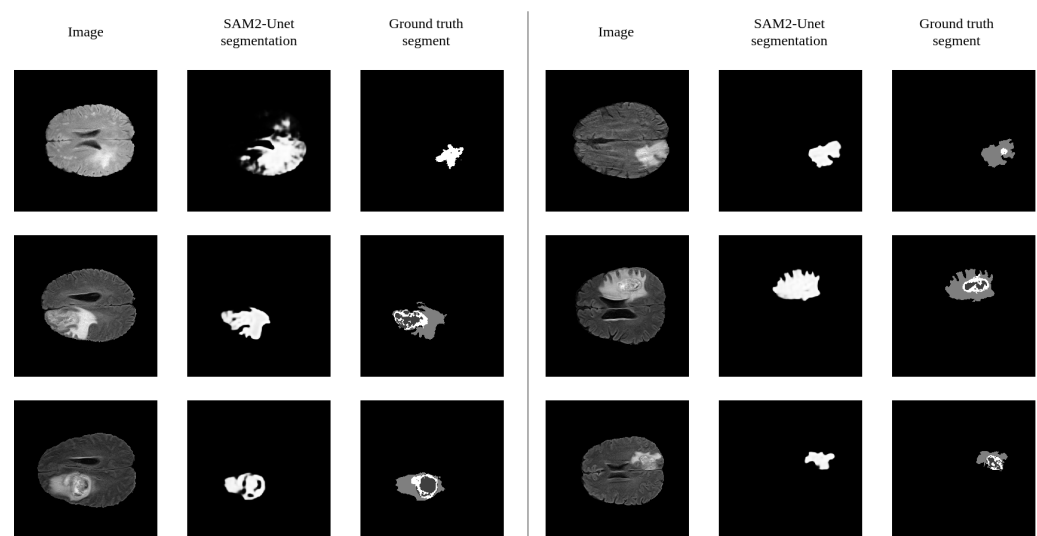 Image
SAM2-Unet
segmentation
Ground truth
segment
Image
SAM2-Unet
segmentation
Ground truth
segment